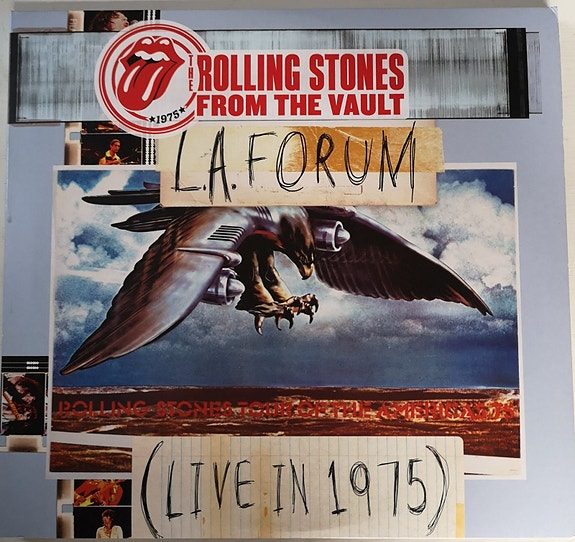 THE ROLLING STONES
FROM THE VAULT
★1975★
L.A. FORUM
ROLLING STONES TOUR OF THE AMERICAS 75
(LIVE IN 1975)